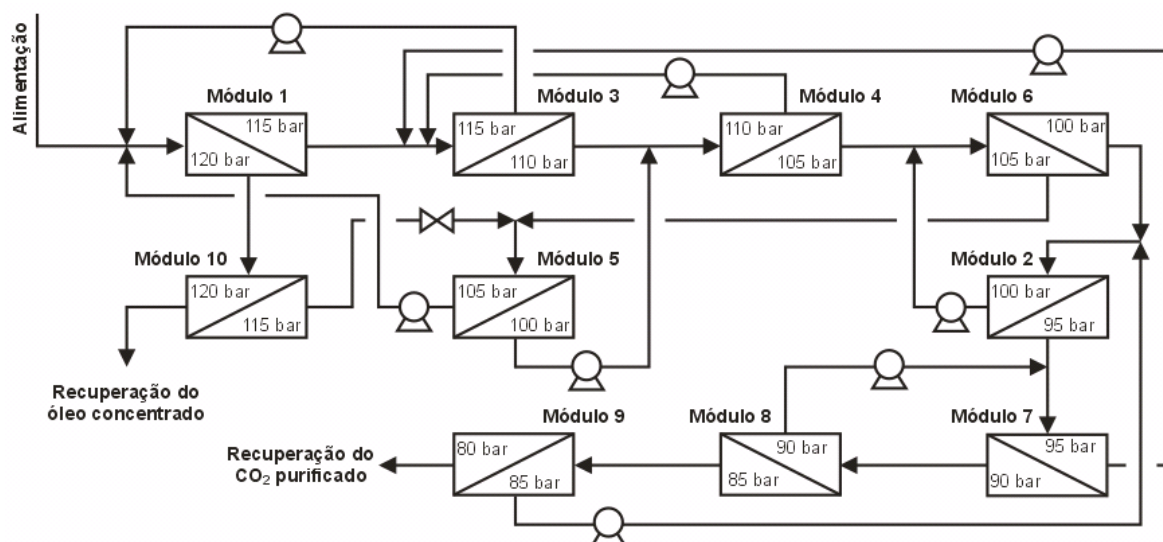 Alimentação
Módulo 1
115 bar
120 bar
Módulo 3
115 bar
110 bar
Módulo 4
110 bar
105 bar
Módulo 6
100 bar
105 bar
Módulo 10
120 bar
115 bar
Módulo 5
105 bar
100 bar
Módulo 2
100 bar
95 bar
Recuperação do
óleo concentrado
Recuperação do
CO₂ purificado
Módulo 9
80 bar
85 bar
Módulo 8
90 bar
85 bar
Módulo 7
95 bar
90 bar